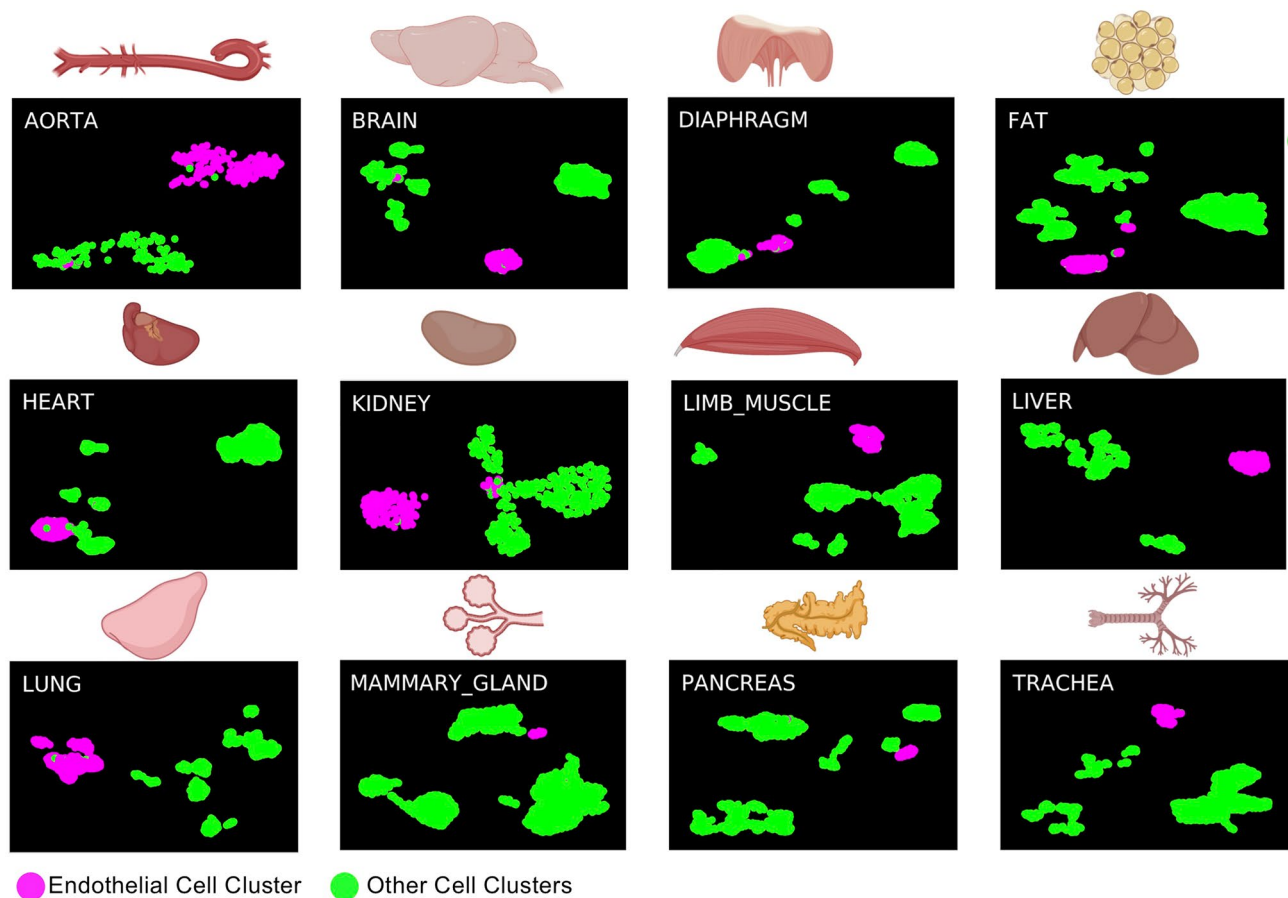 AORTA
BRAIN
DIAPHRAGM
FAT
HEART
KIDNEY
LIMB_MUSCLE
LIVER
LUNG
MAMMARY_GLAND
PANCREAS
TRACHEA
Endothelial Cell Cluster
Other Cell Clusters